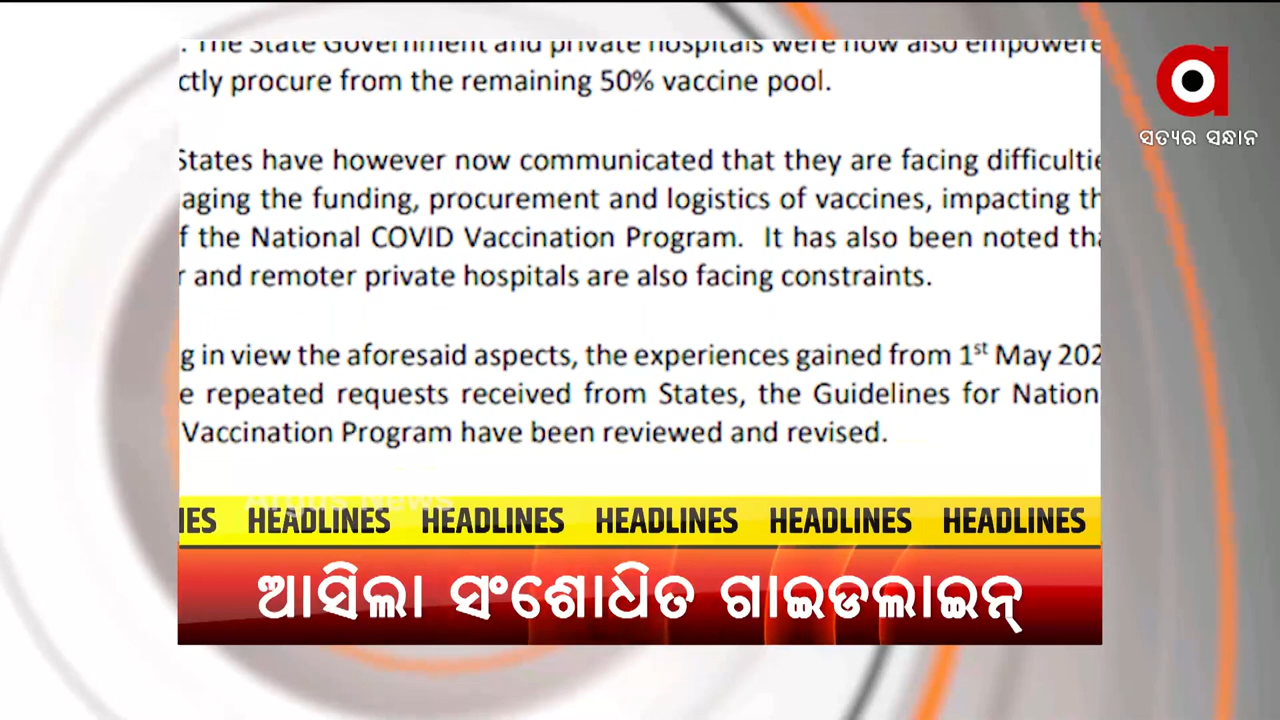 . The State Government and private hospitals were now also empowere
ctly procure from the remaining 50% vaccine pool.
States have however now communicated that they are facing difficultie
aging the funding, procurement and logistics of vaccines, impacting th
f the National COVID Vaccination Program. It has also been noted tha
r and remoter private hospitals are also facing constraints.
g in view the aforesaid aspects, the experiences gained from 1st May 202
e repeated requests received from States, the Guidelines for Nation
Vaccination Program have been reviewed and revised.
ସତ୍ୟର ସନ୍ଧାନ
Argus News
INES HEADLINES HEADLINES HEADLINES HEADLINES HEADLINES
ଆସିଲା ସଂଶୋଧିତ ଗାଇଡଲାଇନ୍